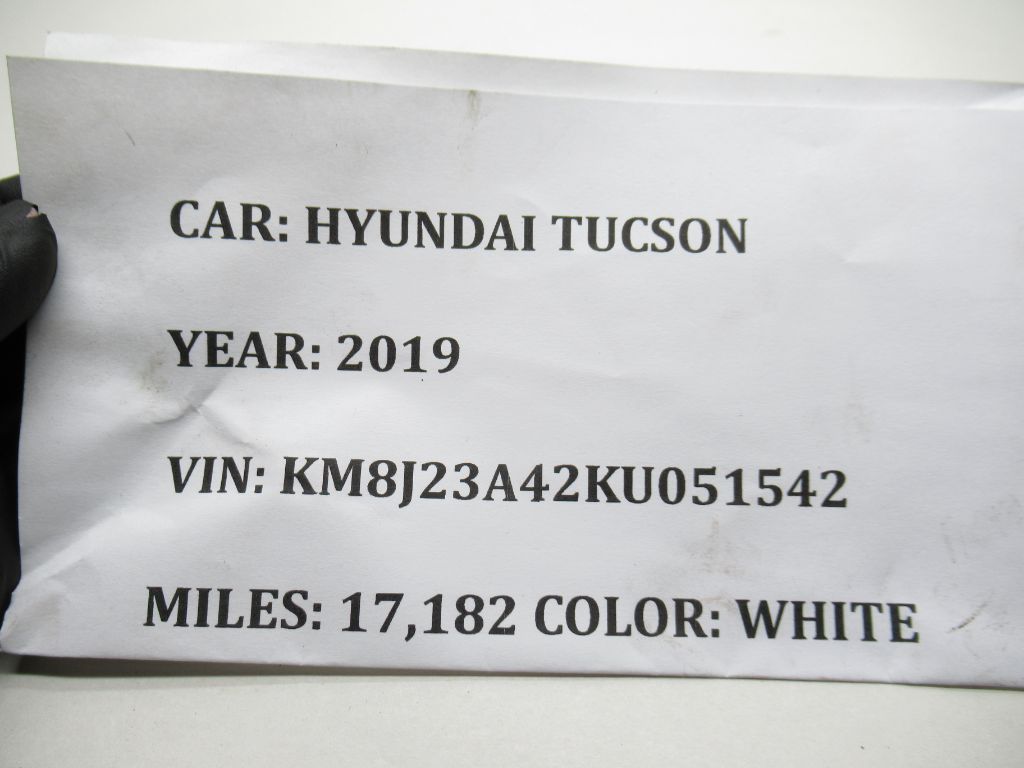 CAR: HYUNDAI TUCSON
YEAR: 2019
VIN: KM8J23A42KU051542
MILES: 17,182 COLOR: WHITE